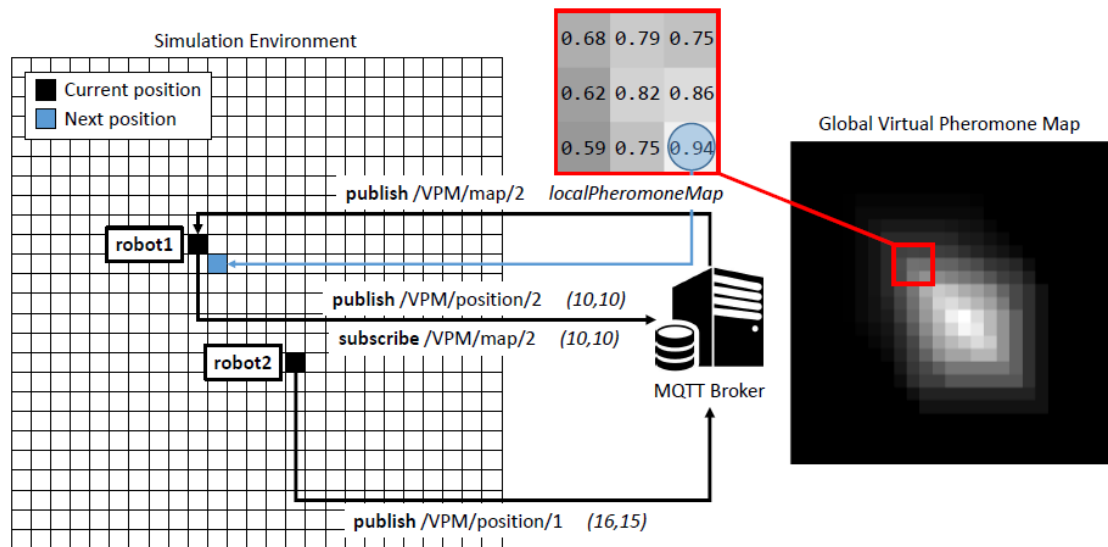 Simulation Environment
Current position
Next position
0.68 0.79 0.75
0.62 0.82 0.86
0.59 0.75 0.94
Global Virtual Pheromone Map
publish /VPM/map/2 localPheromoneMap
robot1
publish /VPM/position/2 (10,10)
subscribe /VPM/map/2 (10,10)
robot2
MQTT Broker
publish /VPM/position/1 (16,15)